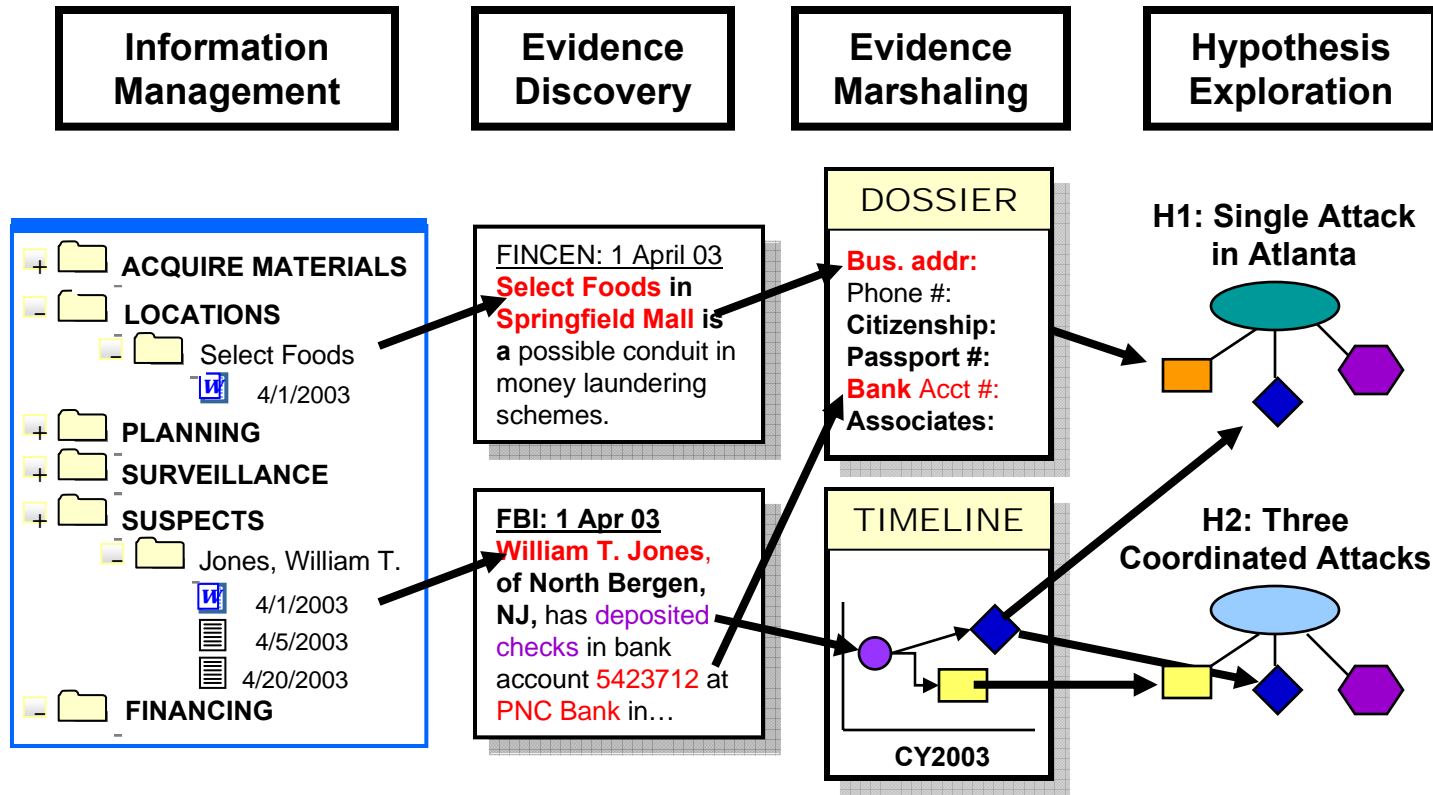 Information
Management
Evidence
Discovery
Evidence
Marshaling
Hypothesis
Exploration
+ ACQUIRE MATERIALS
- LOCATIONS
- Select Foods
W 4/1/2003
+ PLANNING
+ SURVEILLANCE
+ SUSPECTS
- Jones, William T.
W 4/1/2003
4/5/2003
4/20/2003
- FINANCING
FINCEN: 1 April 03
Select Foods in
Springfield Mall is
a possible conduit in
money laundering
schemes.
FBI: 1 Apr 03
William T. Jones,
of North Bergen,
NJ, has deposited
checks in bank
account 5423712 at
PNC Bank in…
DOSSIER
Bus. addr:
Phone #:
Citizenship:
Passport #:
Bank Acct #:
Associates:
TIMELINE
CY2003
H1: Single Attack
in Atlanta
H2: Three
Coordinated Attacks